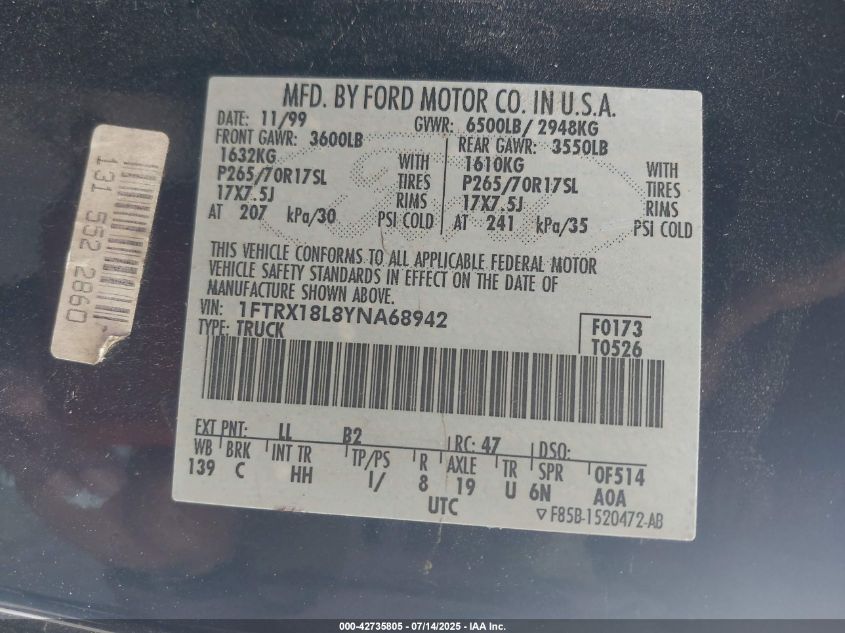 MFD. BY FORD MOTOR CO. IN U.S.A.
DATE: 11/99 GVWR: 6500LB/ 2948KG
FRONT GAWR: 3600LB REAR GAWR: 3550LB
1632KG WITH 1610KG WITH
P265/70R17SL TIRES P265/70R17SL TIRES
17X7.5J RIMS 17X7.5J RIMS
AT 207 kPa/30 PSI COLD AT 241 kPa/35 PSI COLD
THIS VEHICLE CONFORMS TO ALL APPLICABLE FEDERAL MOTOR
VEHICLE SAFETY STANDARDS IN EFFECT ON THE DATE OF
MANUFACTURE SHOWN ABOVE.
VIN: 1FTRX18L8YNA68942 F0173
TYPE: TRUCK T0526
EXT PNT: LL B2 RC: 47 DSO:
WB BRK INT TR TP/PS R AXLE TR SPR 0F514
139 C HH 1/ 8 19 U 6N A0A
UTC ▽F85B-1520472-AB
131 552 2860
000-42735805 - 07/14/2025 - IAA Inc.